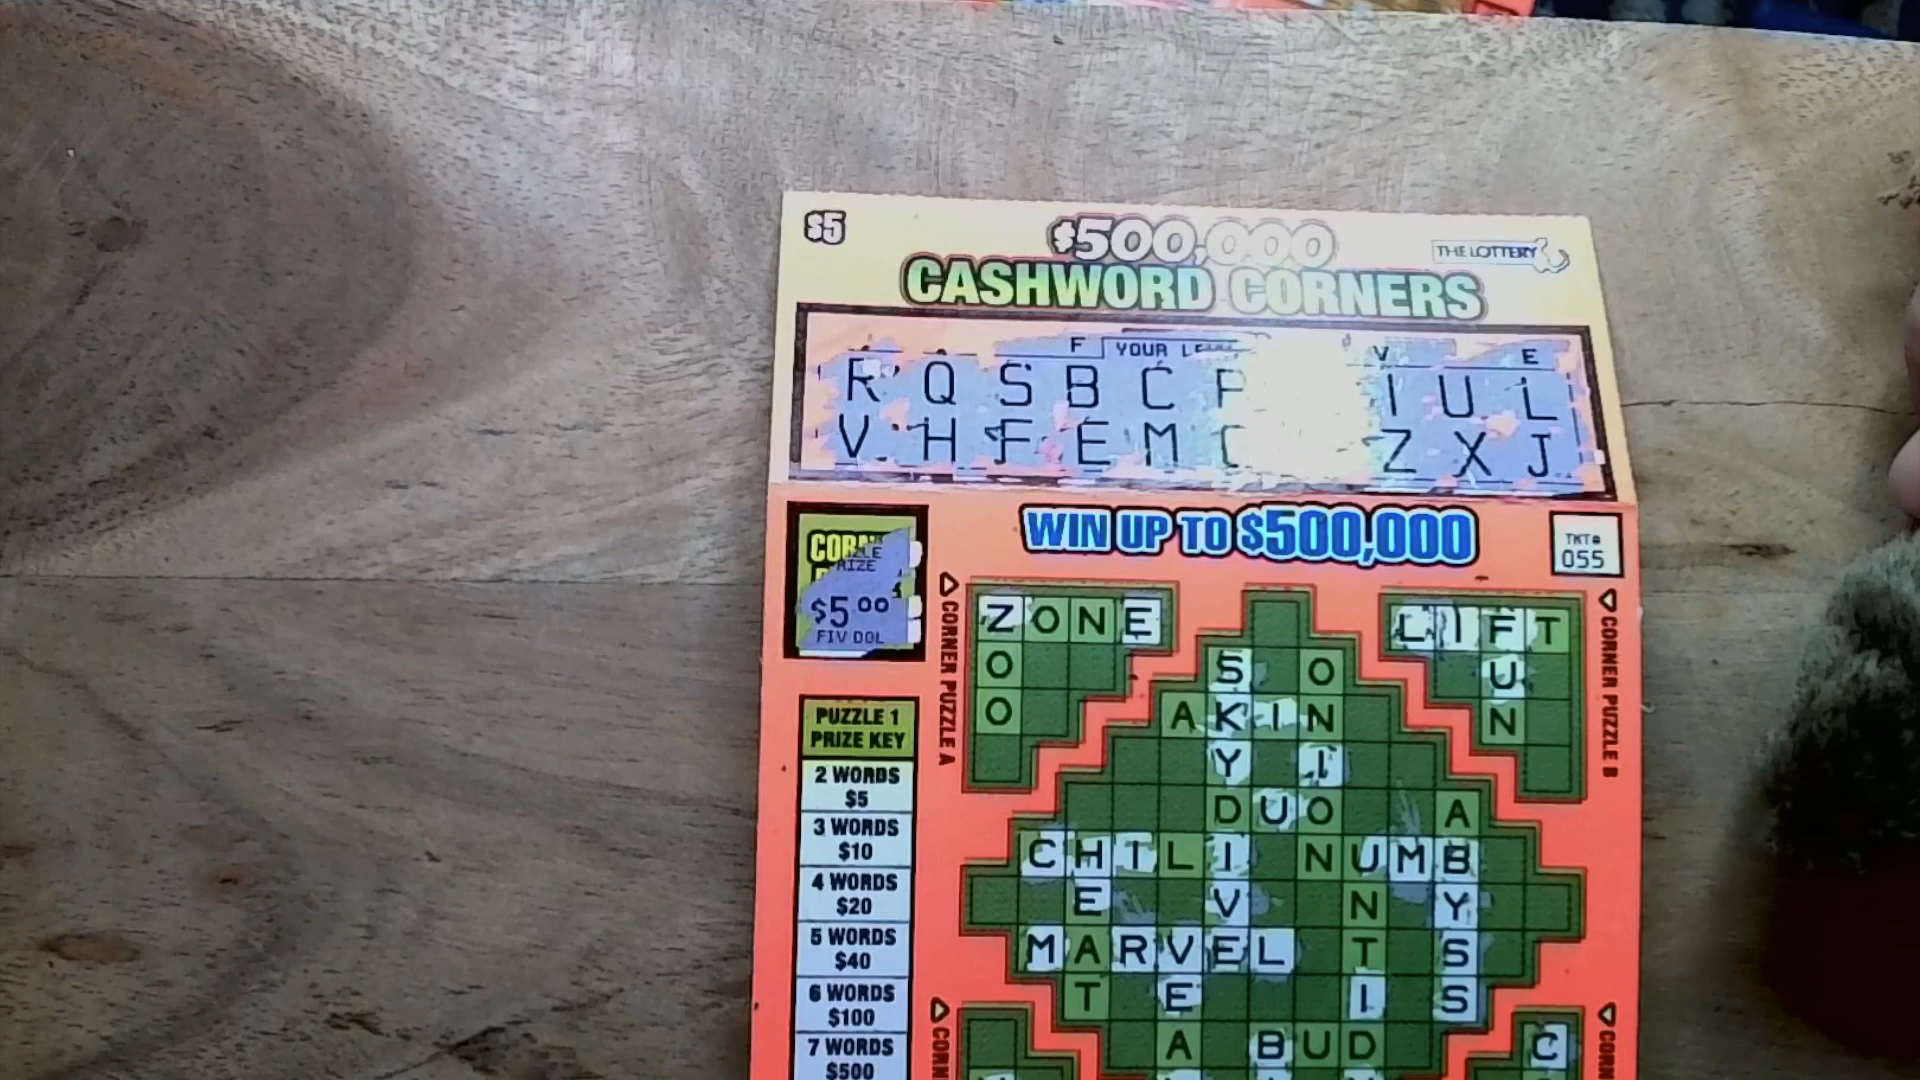 $5
$500,000
THE LOTTERY
CASHWORD CORNERS
F YOUR V E
R Q S B C P I U L
V H F E M Z X J
WIN UP TO $500,000
TKT#
055
$5.00
FIV DOL
CORNER PUZZLE A
CORNER PUZZLE B
ZONE
O
O
LIFT
U
N
S O
AKIN
Y I
DUO A
CHILI NUMB
E V N Y
MARVEL T S
T E I S
A BUD C
PUZZLE 1
PRIZE KEY
2 WORDS
$5
3 WORDS
$10
4 WORDS
$20
5 WORDS
$40
6 WORDS
$100
7 WORDS
$500